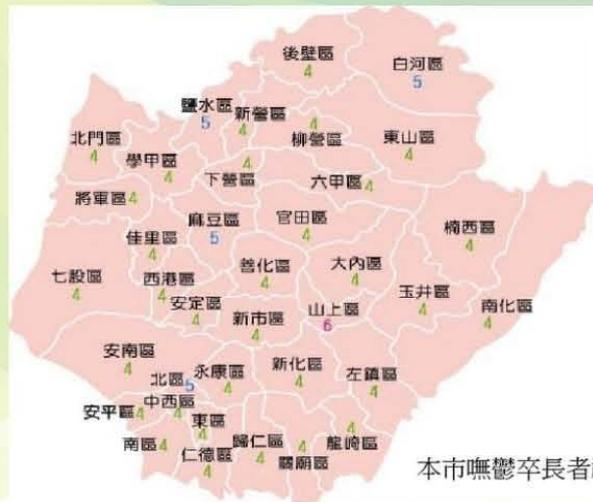 後壁區
4
白河區
5
鹽水區
5
新營區
4
4
柳營區
東山區
4
北門區
4
學甲區
4
4
下營區
六甲區4
將軍區4
麻豆區
5
官田區
4
楠西區
4
佳里區
4
善化區
4
大內區
4
七股區
4
西港區
4
安定區
4
玉井區
4
南化區
4
新市區
4
山上區
6
安南區
4
北區5
永康區
4
新化區
4
左鎮區
4
安平區4
中西區
4
東區
4
南區4
仁德區
4
歸仁區
4
4
關廟區
4
龍崎區
本市嘸鬱卒長者